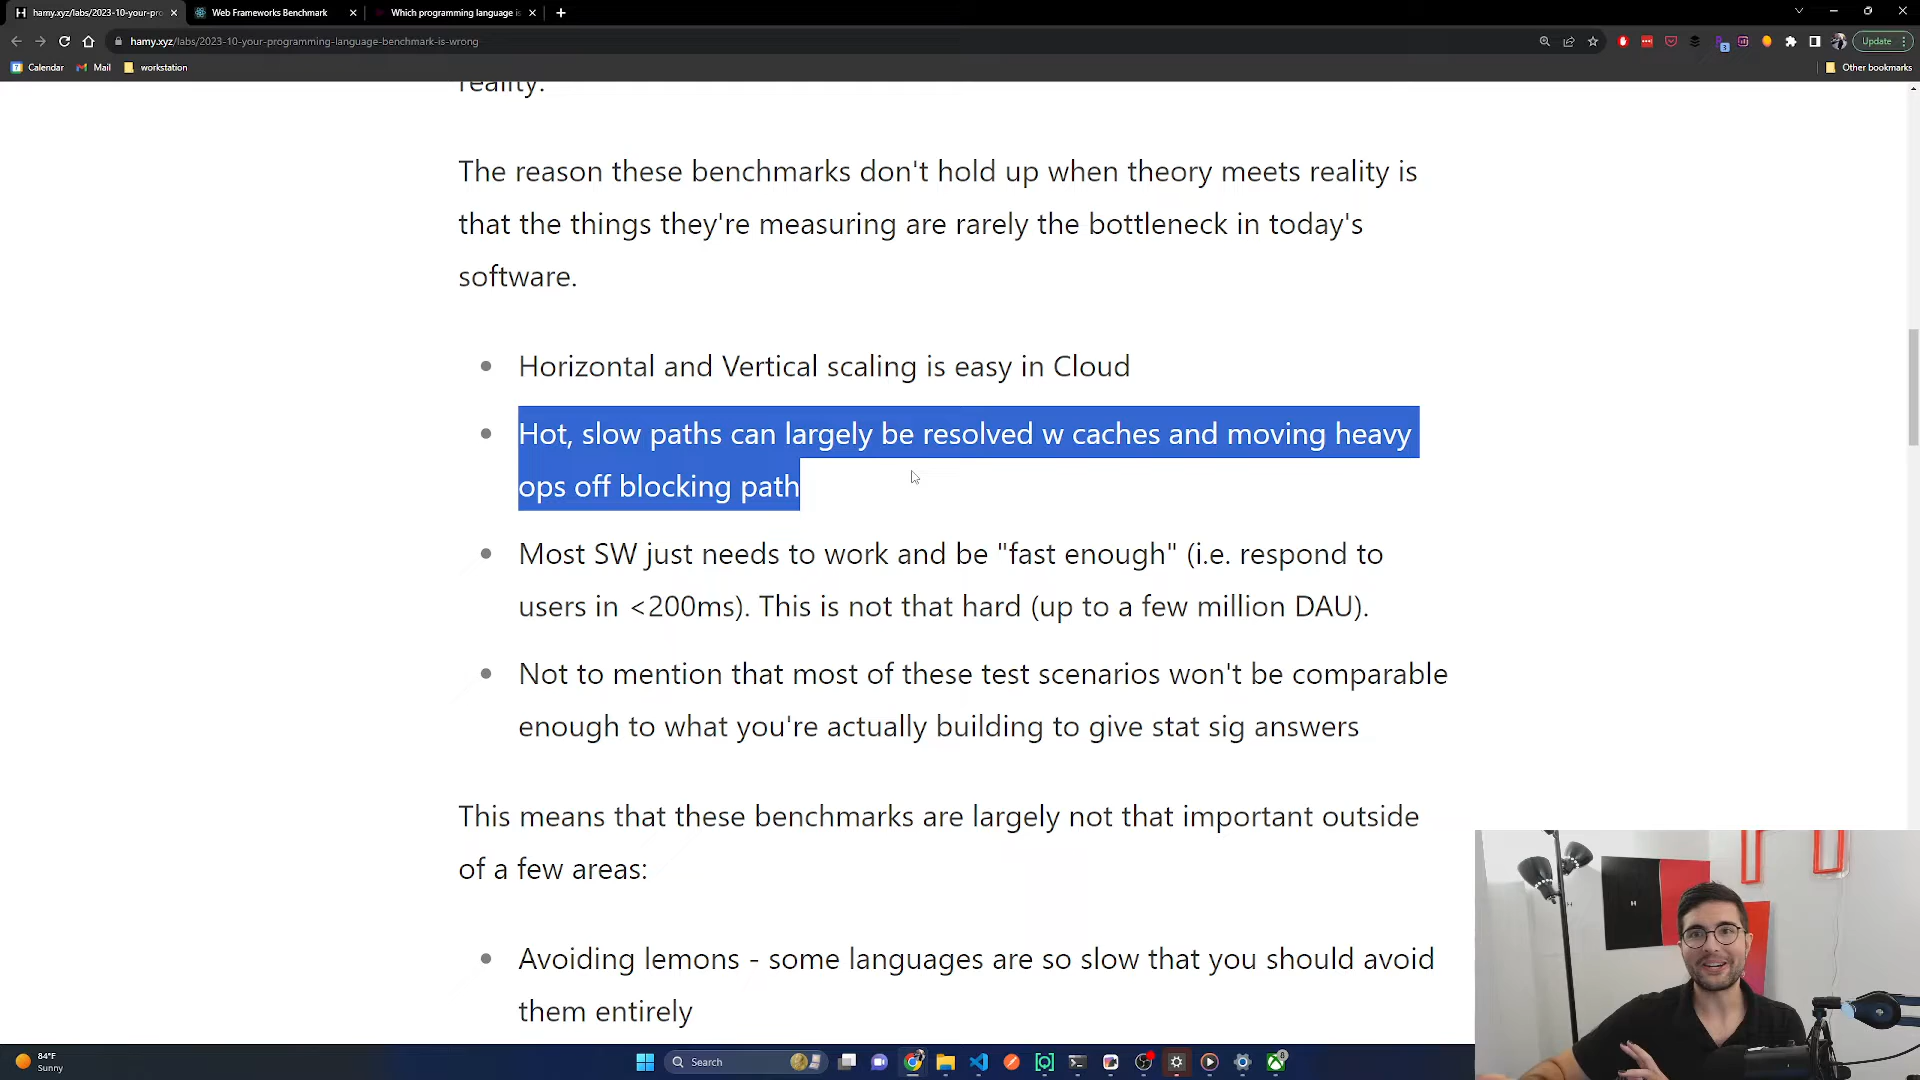 hamy.xyz/labs/2023-10-your-pro
Web Frameworks Benchmark
Which programming language is
hamy.xyz/labs/2023-10-your-programming-language-benchmark-is-wrong
3
Update
Calendar
Mail
workstation
Other bookmarks
reality.
The reason these benchmarks don't hold up when theory meets reality is
that the things they're measuring are rarely the bottleneck in today's
software.
Horizontal and Vertical scaling is easy in Cloud
Hot, slow paths can largely be resolved w caches and moving heavy
ops off blocking path
Most SW just needs to work and be "fast enough" (i.e. respond to
users in <200ms). This is not that hard (up to a few million DAU).
Not to mention that most of these test scenarios won't be comparable
enough to what you're actually building to give stat sig answers
This means that these benchmarks are largely not that important outside
of a few areas:
Avoiding lemons - some languages are so slow that you should avoid
them entirely
H
84°F
Sunny
Search